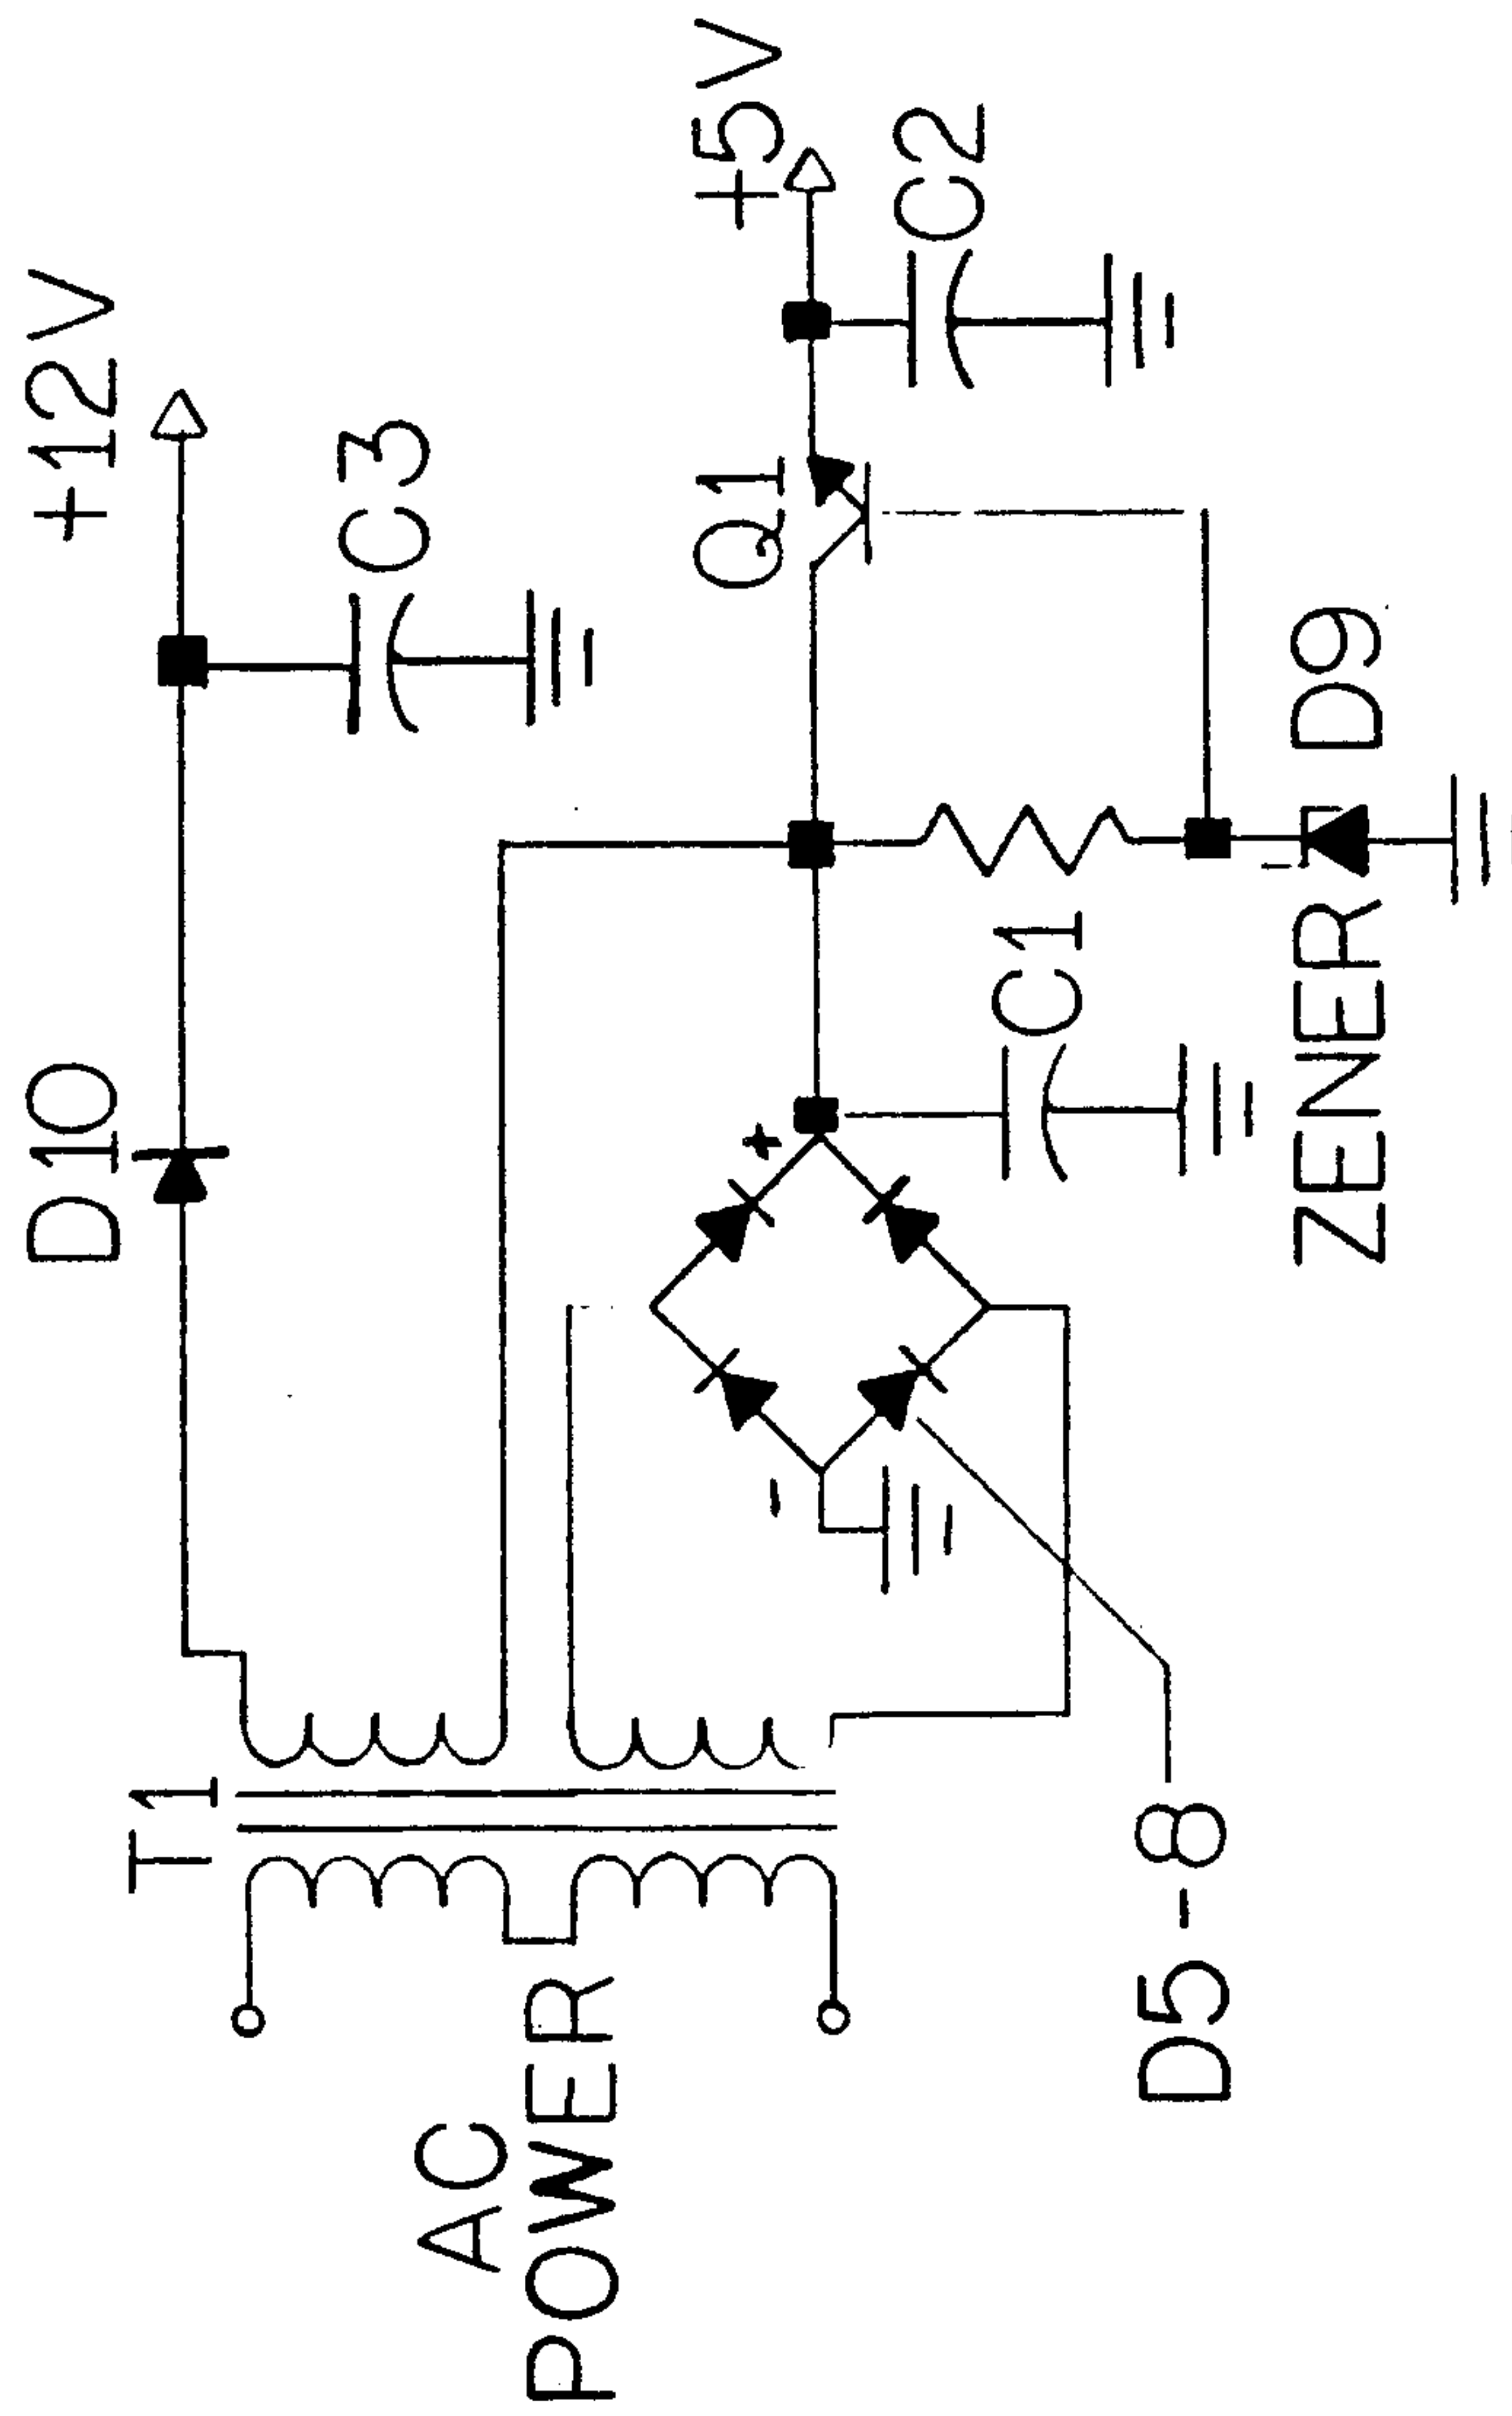 +12V
D10
C3
T1
+5V
Q1
C2
AC
POWER
+
-
C1
D5-8
ZENER D9